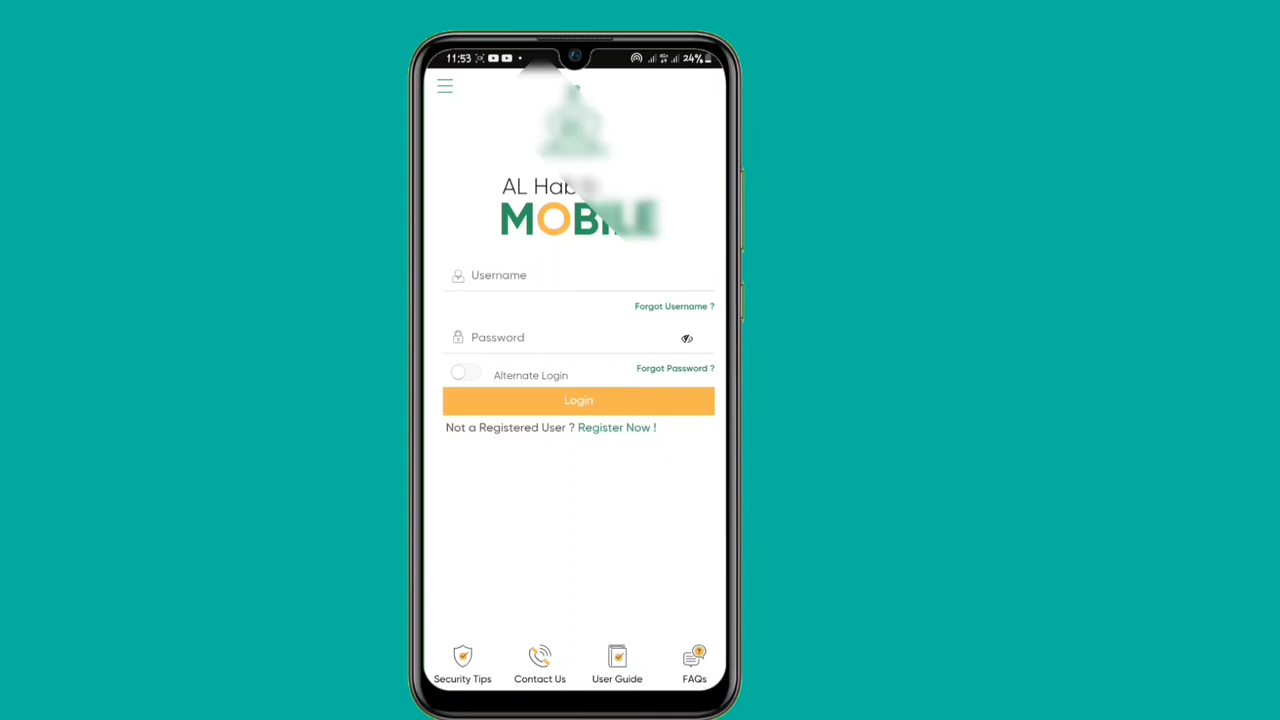 11:53 24%
AL Hab
MOBILE
Username
Forgot Username ?
Password
Forgot Password ?
Alternate Login
Login
Not a Registered User ? Register Now !
Security Tips Contact Us User Guide FAQs